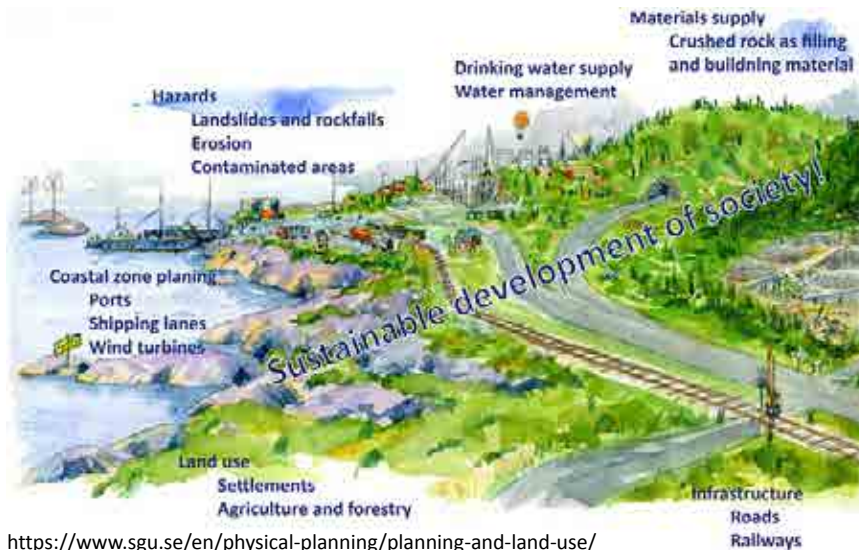 Materials supply
Crushed rock as filling
and buildning material
Drinking water supply
Water management
Hazards
Landslides and rockfalls
Erosion
Contaminated areas
Sustainable development of society!
Coastal zone planing
Ports
Shipping lanes
Wind turbines
Land use
Settlements
Agriculture and forestry
Infrastructure
Roads
Railways
https://www.sgu.se/en/physical-planning/planning-and-land-use/